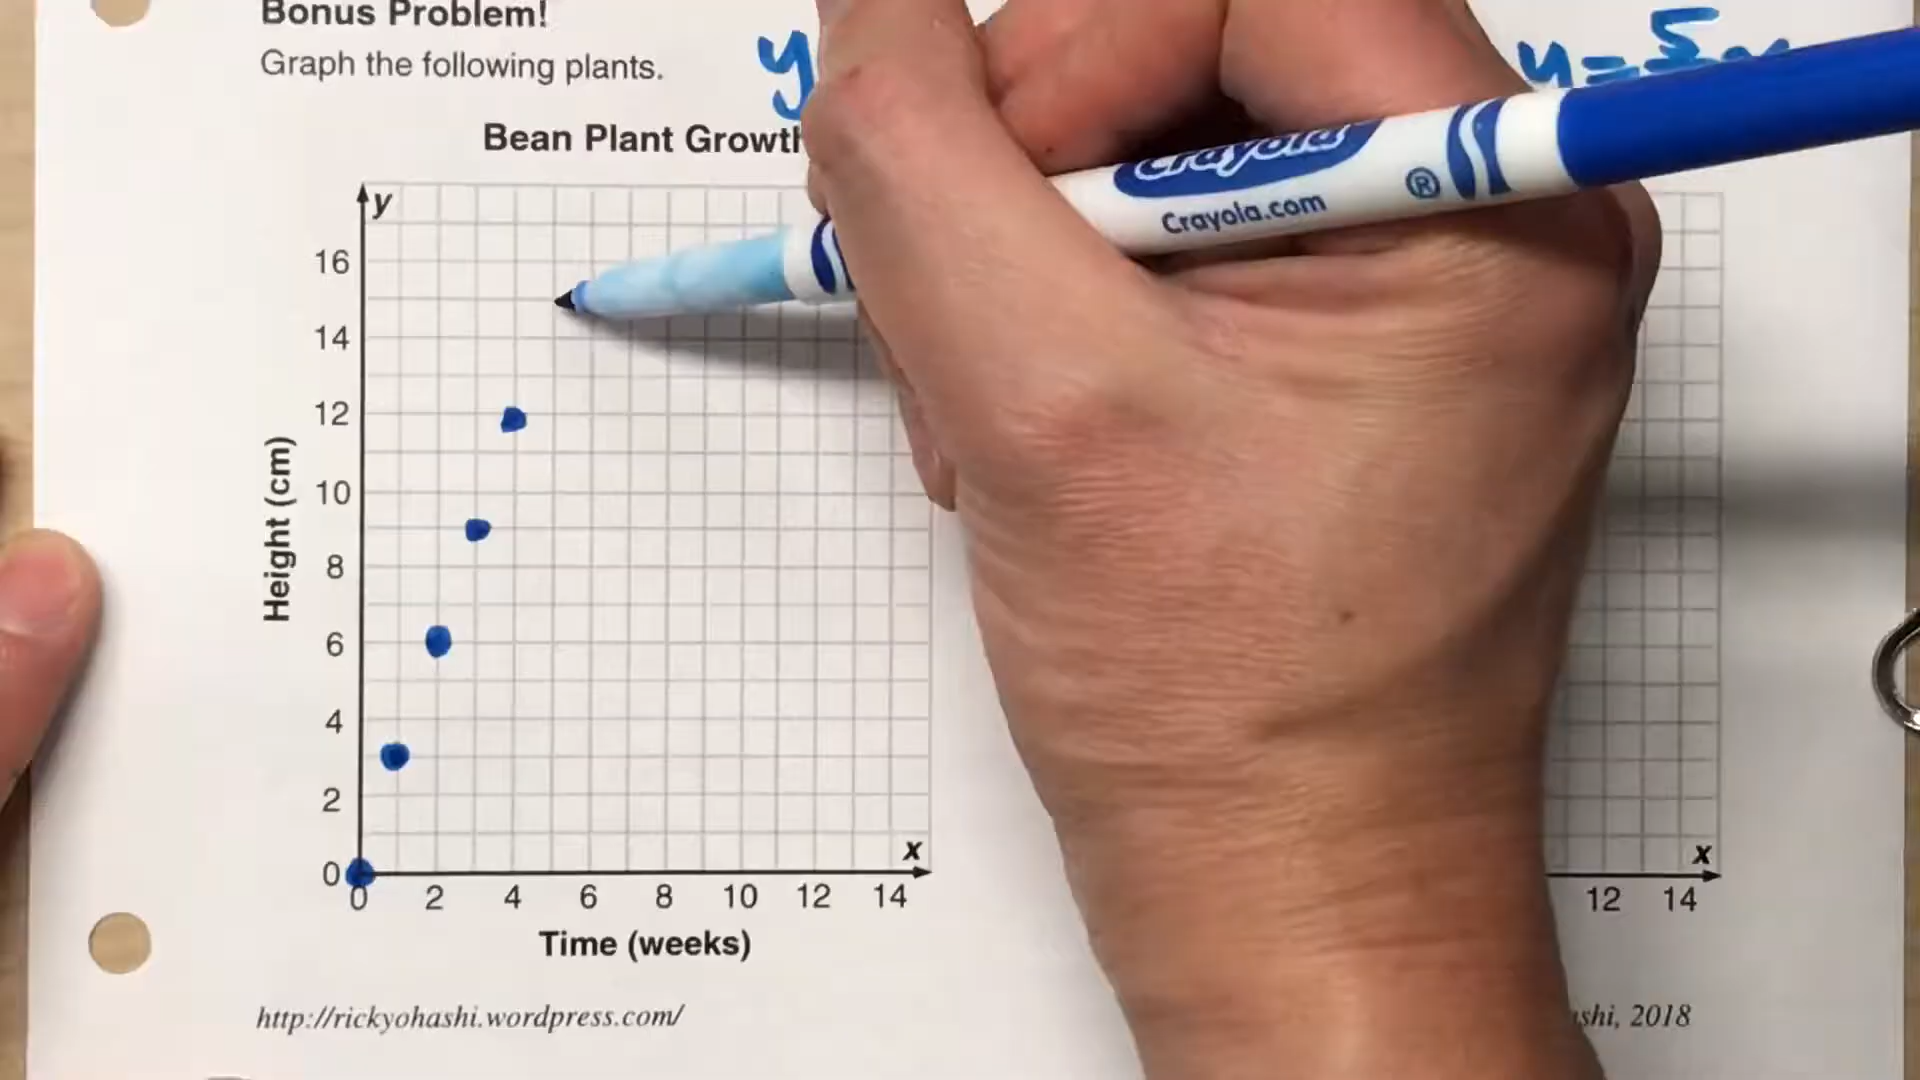 Bonus Problem!
Graph the following plants.
y
y = 5
Bean Plant Growth
Crayola
Crayola.com
®
y
16
14
12
10
8
6
4
2
0
Height (cm)
x
0 2 4 6 8 10 12 14
Time (weeks)
x
12 14
http://rickyohashi.wordpress.com/
2018